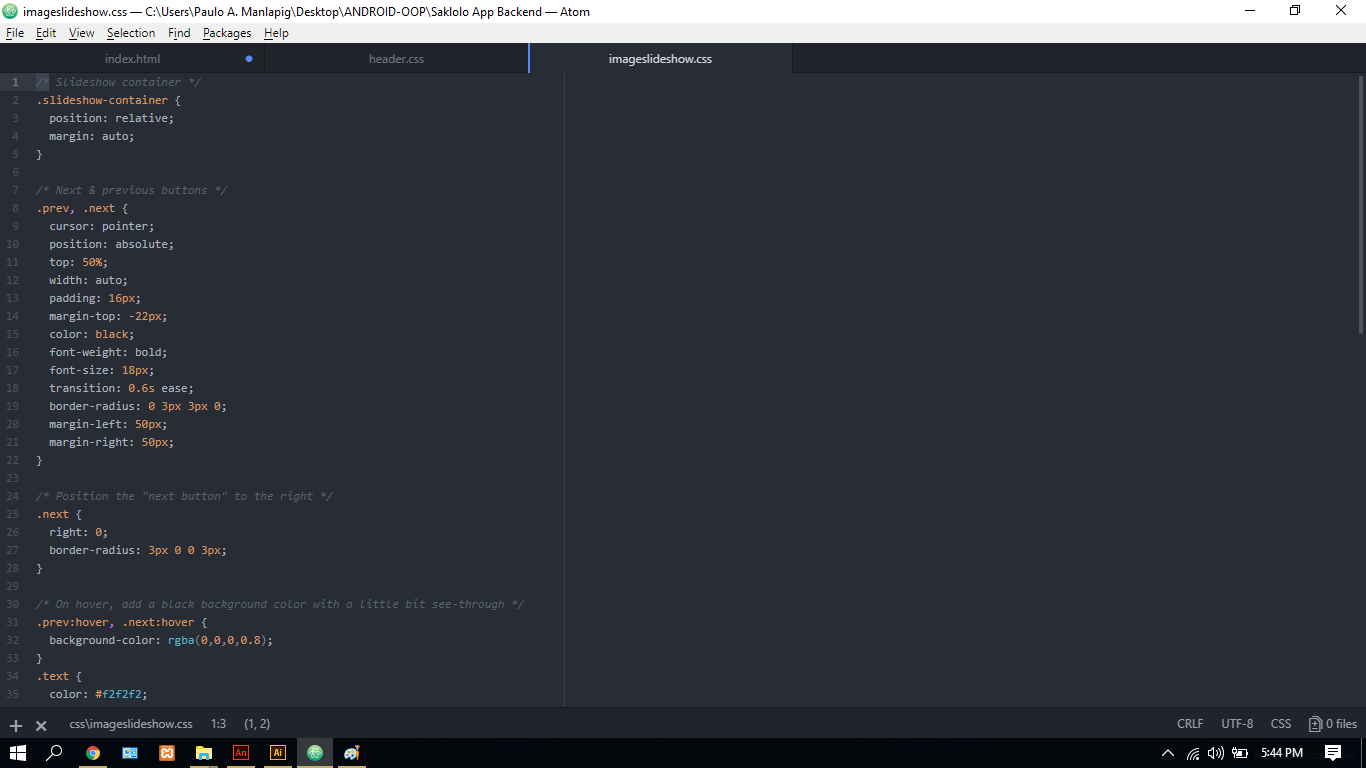 imageslideshow.css — C:\Users\Paulo A. Manlapig\Desktop\ANDROID-OOP\Saklolo App Backend — Atom
File Edit View Selection Find Packages Help
index.html header.css imageslideshow.css
1 /* Slideshow container */
2 .slideshow-container {
3 position: relative;
4 margin: auto;
5 }
6
7 /* Next & previous buttons */
8 .prev, .next {
9 cursor: pointer;
10 position: absolute;
11 top: 50%;
12 width: auto;
13 padding: 16px;
14 margin-top: -22px;
15 color: black;
16 font-weight: bold;
17 font-size: 18px;
18 transition: 0.6s ease;
19 border-radius: 0 3px 3px 0;
20 margin-left: 50px;
21 margin-right: 50px;
22 }
23
24 /* Position the "next button" to the right */
25 .next {
26 right: 0;
27 border-radius: 3px 0 0 3px;
28 }
29
30 /* On hover, add a black background color with a little bit see-through */
31 .prev:hover, .next:hover {
32 background-color: rgba(0,0,0,0.8);
33 }
34 .text {
35 color: #f2f2f2;
css\imageslideshow.css 1:3 (1, 2) CRLF UTF-8 CSS 0 files
An Ai 5:44 PM